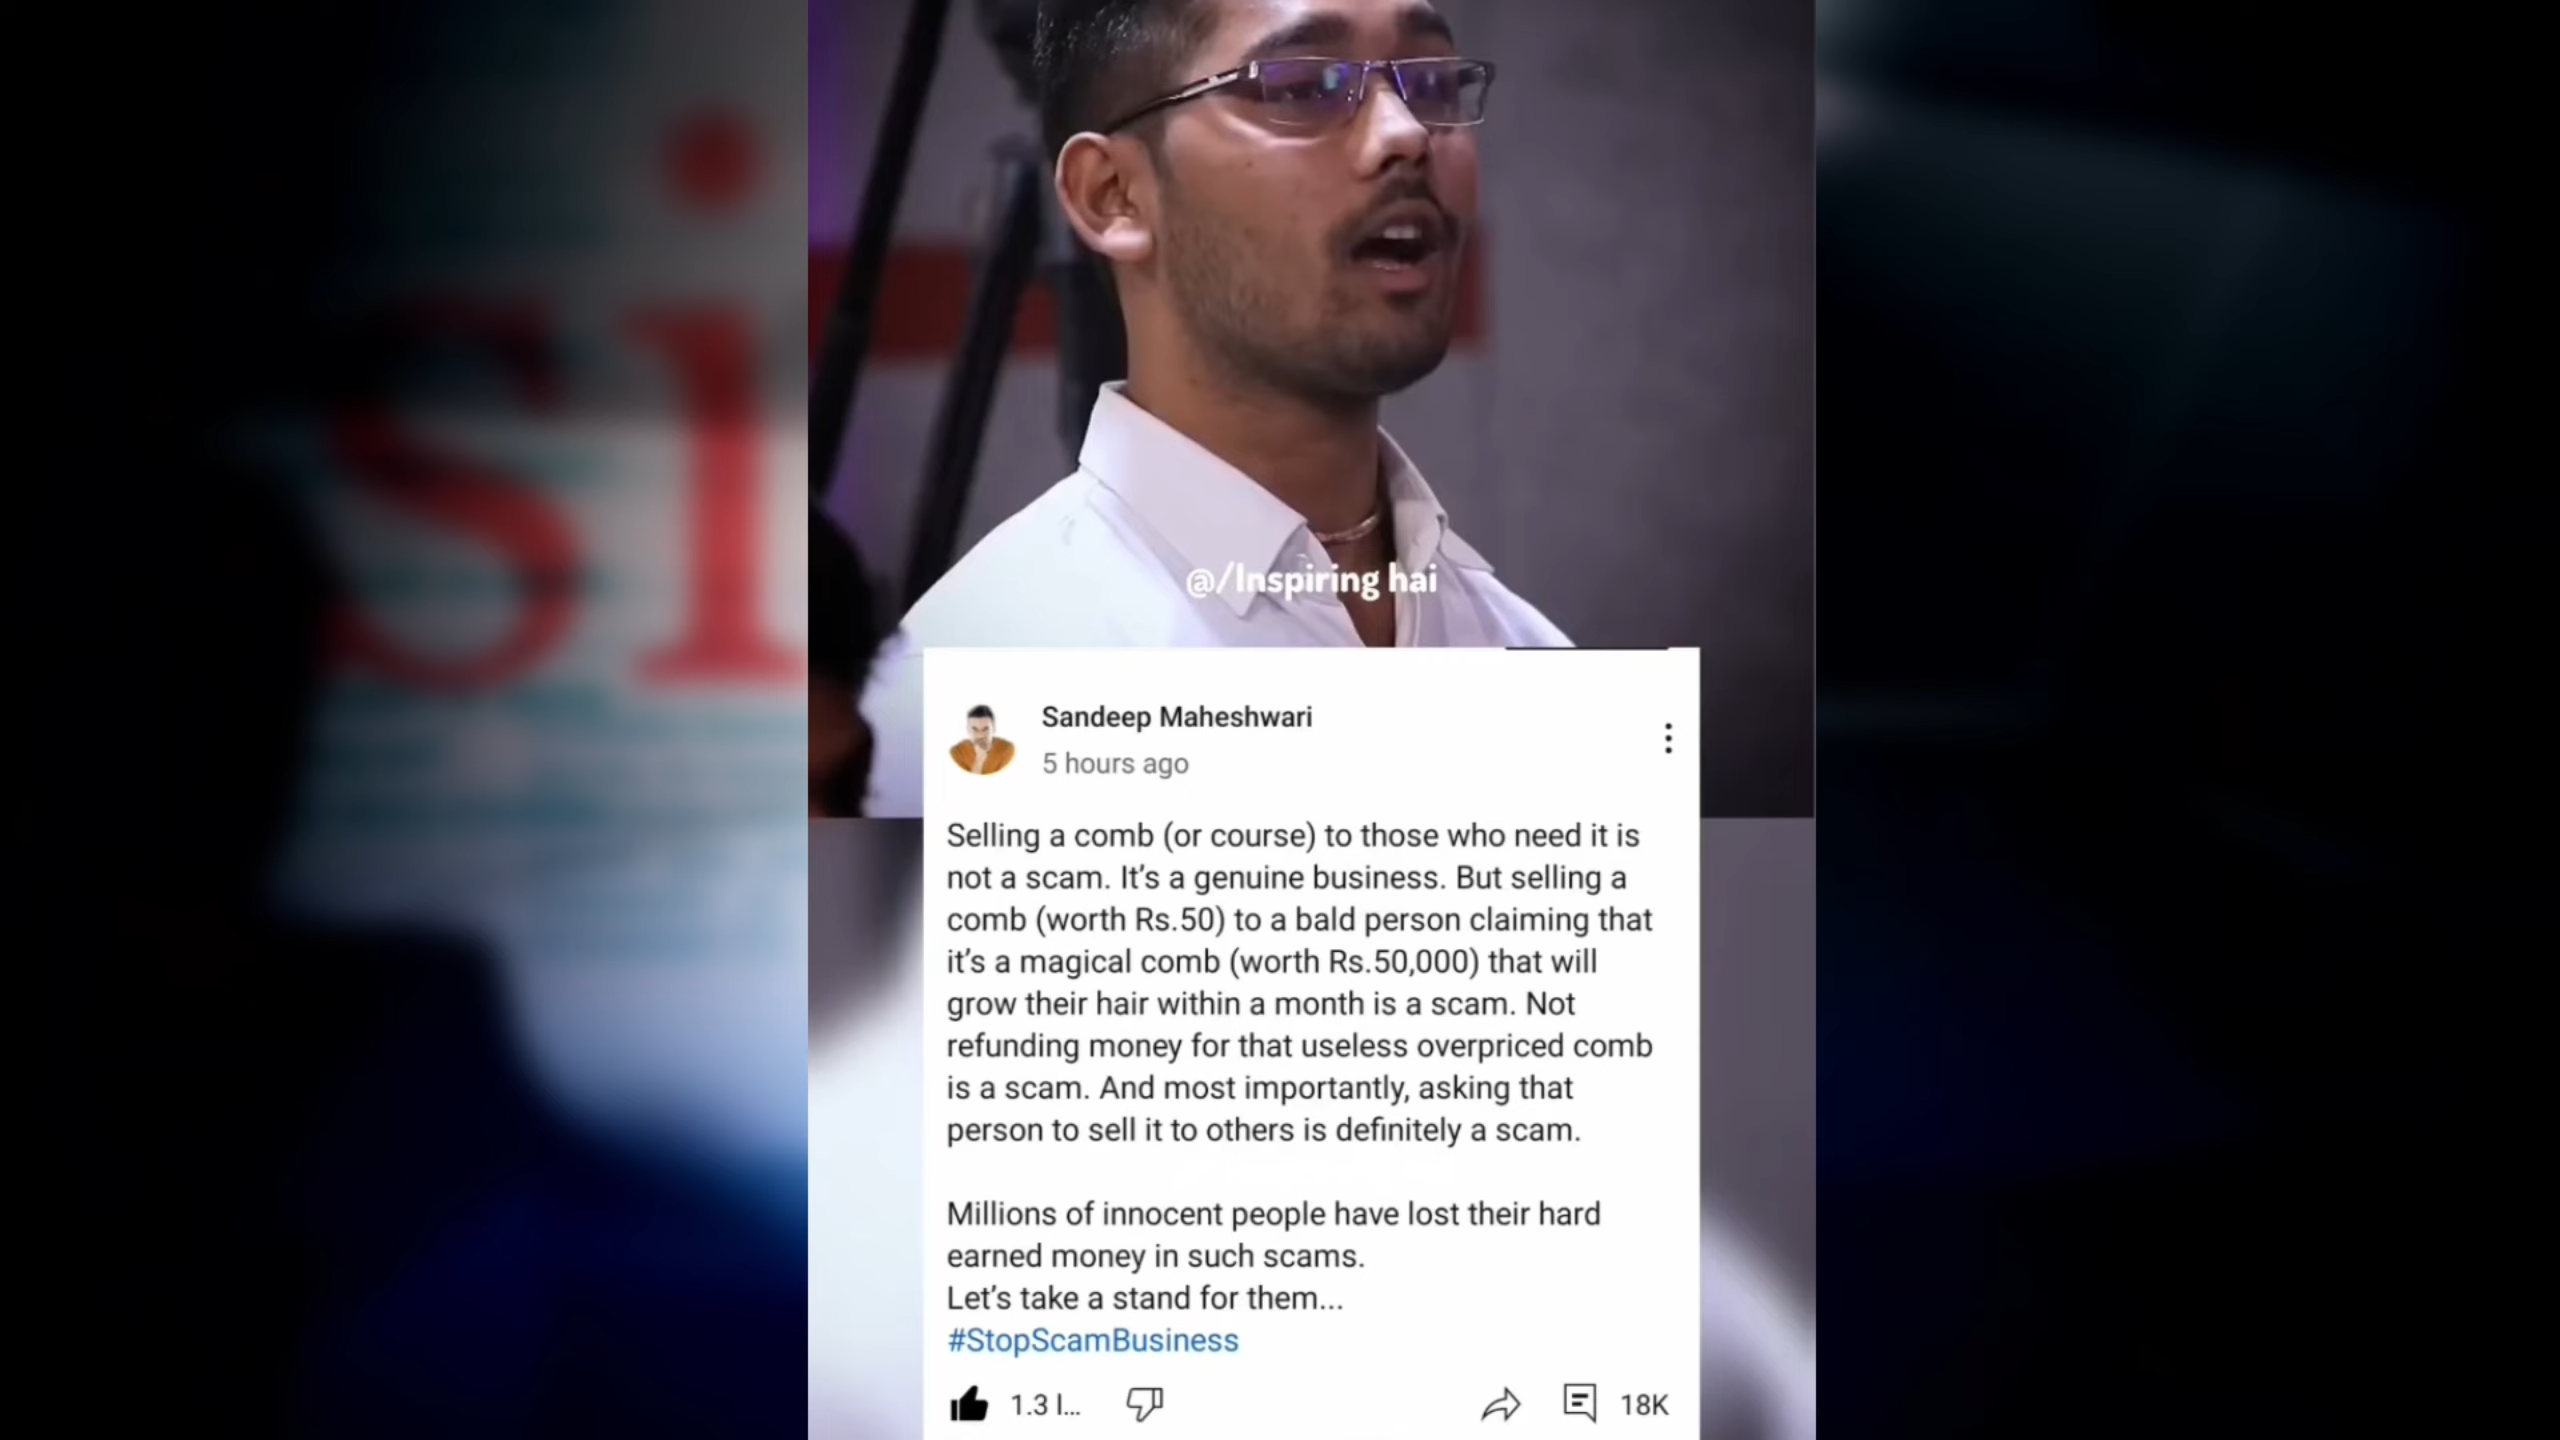 si
@/Inspiring hai
Sandeep Maheshwari
5 hours ago
Selling a comb (or course) to those who need it is
not a scam. It’s a genuine business. But selling a
comb (worth Rs.50) to a bald person claiming that
it’s a magical comb (worth Rs.50,000) that will
grow their hair within a month is a scam. Not
refunding money for that useless overpriced comb
is a scam. And most importantly, asking that
person to sell it to others is definitely a scam.
Millions of innocent people have lost their hard
earned money in such scams.
Let’s take a stand for them...
#StopScamBusiness
1.3 l...
18K